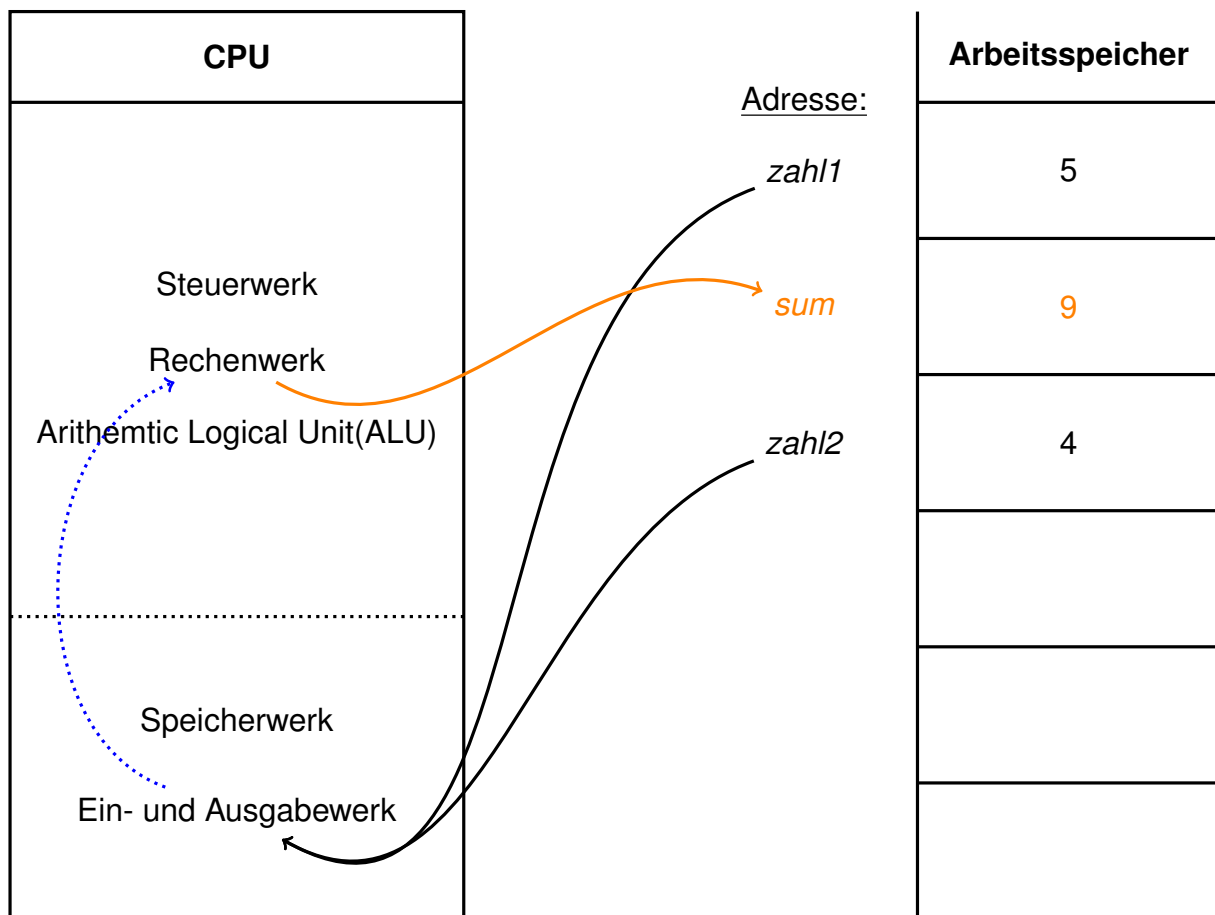 CPU
Arbeitsspeicher
Adresse:
zahl1
5
Steuerwerk
sum
9
Rechenwerk
Arithemtic Logical Unit(ALU)
zahl2
4
Speicherwerk
Ein- und Ausgabewerk